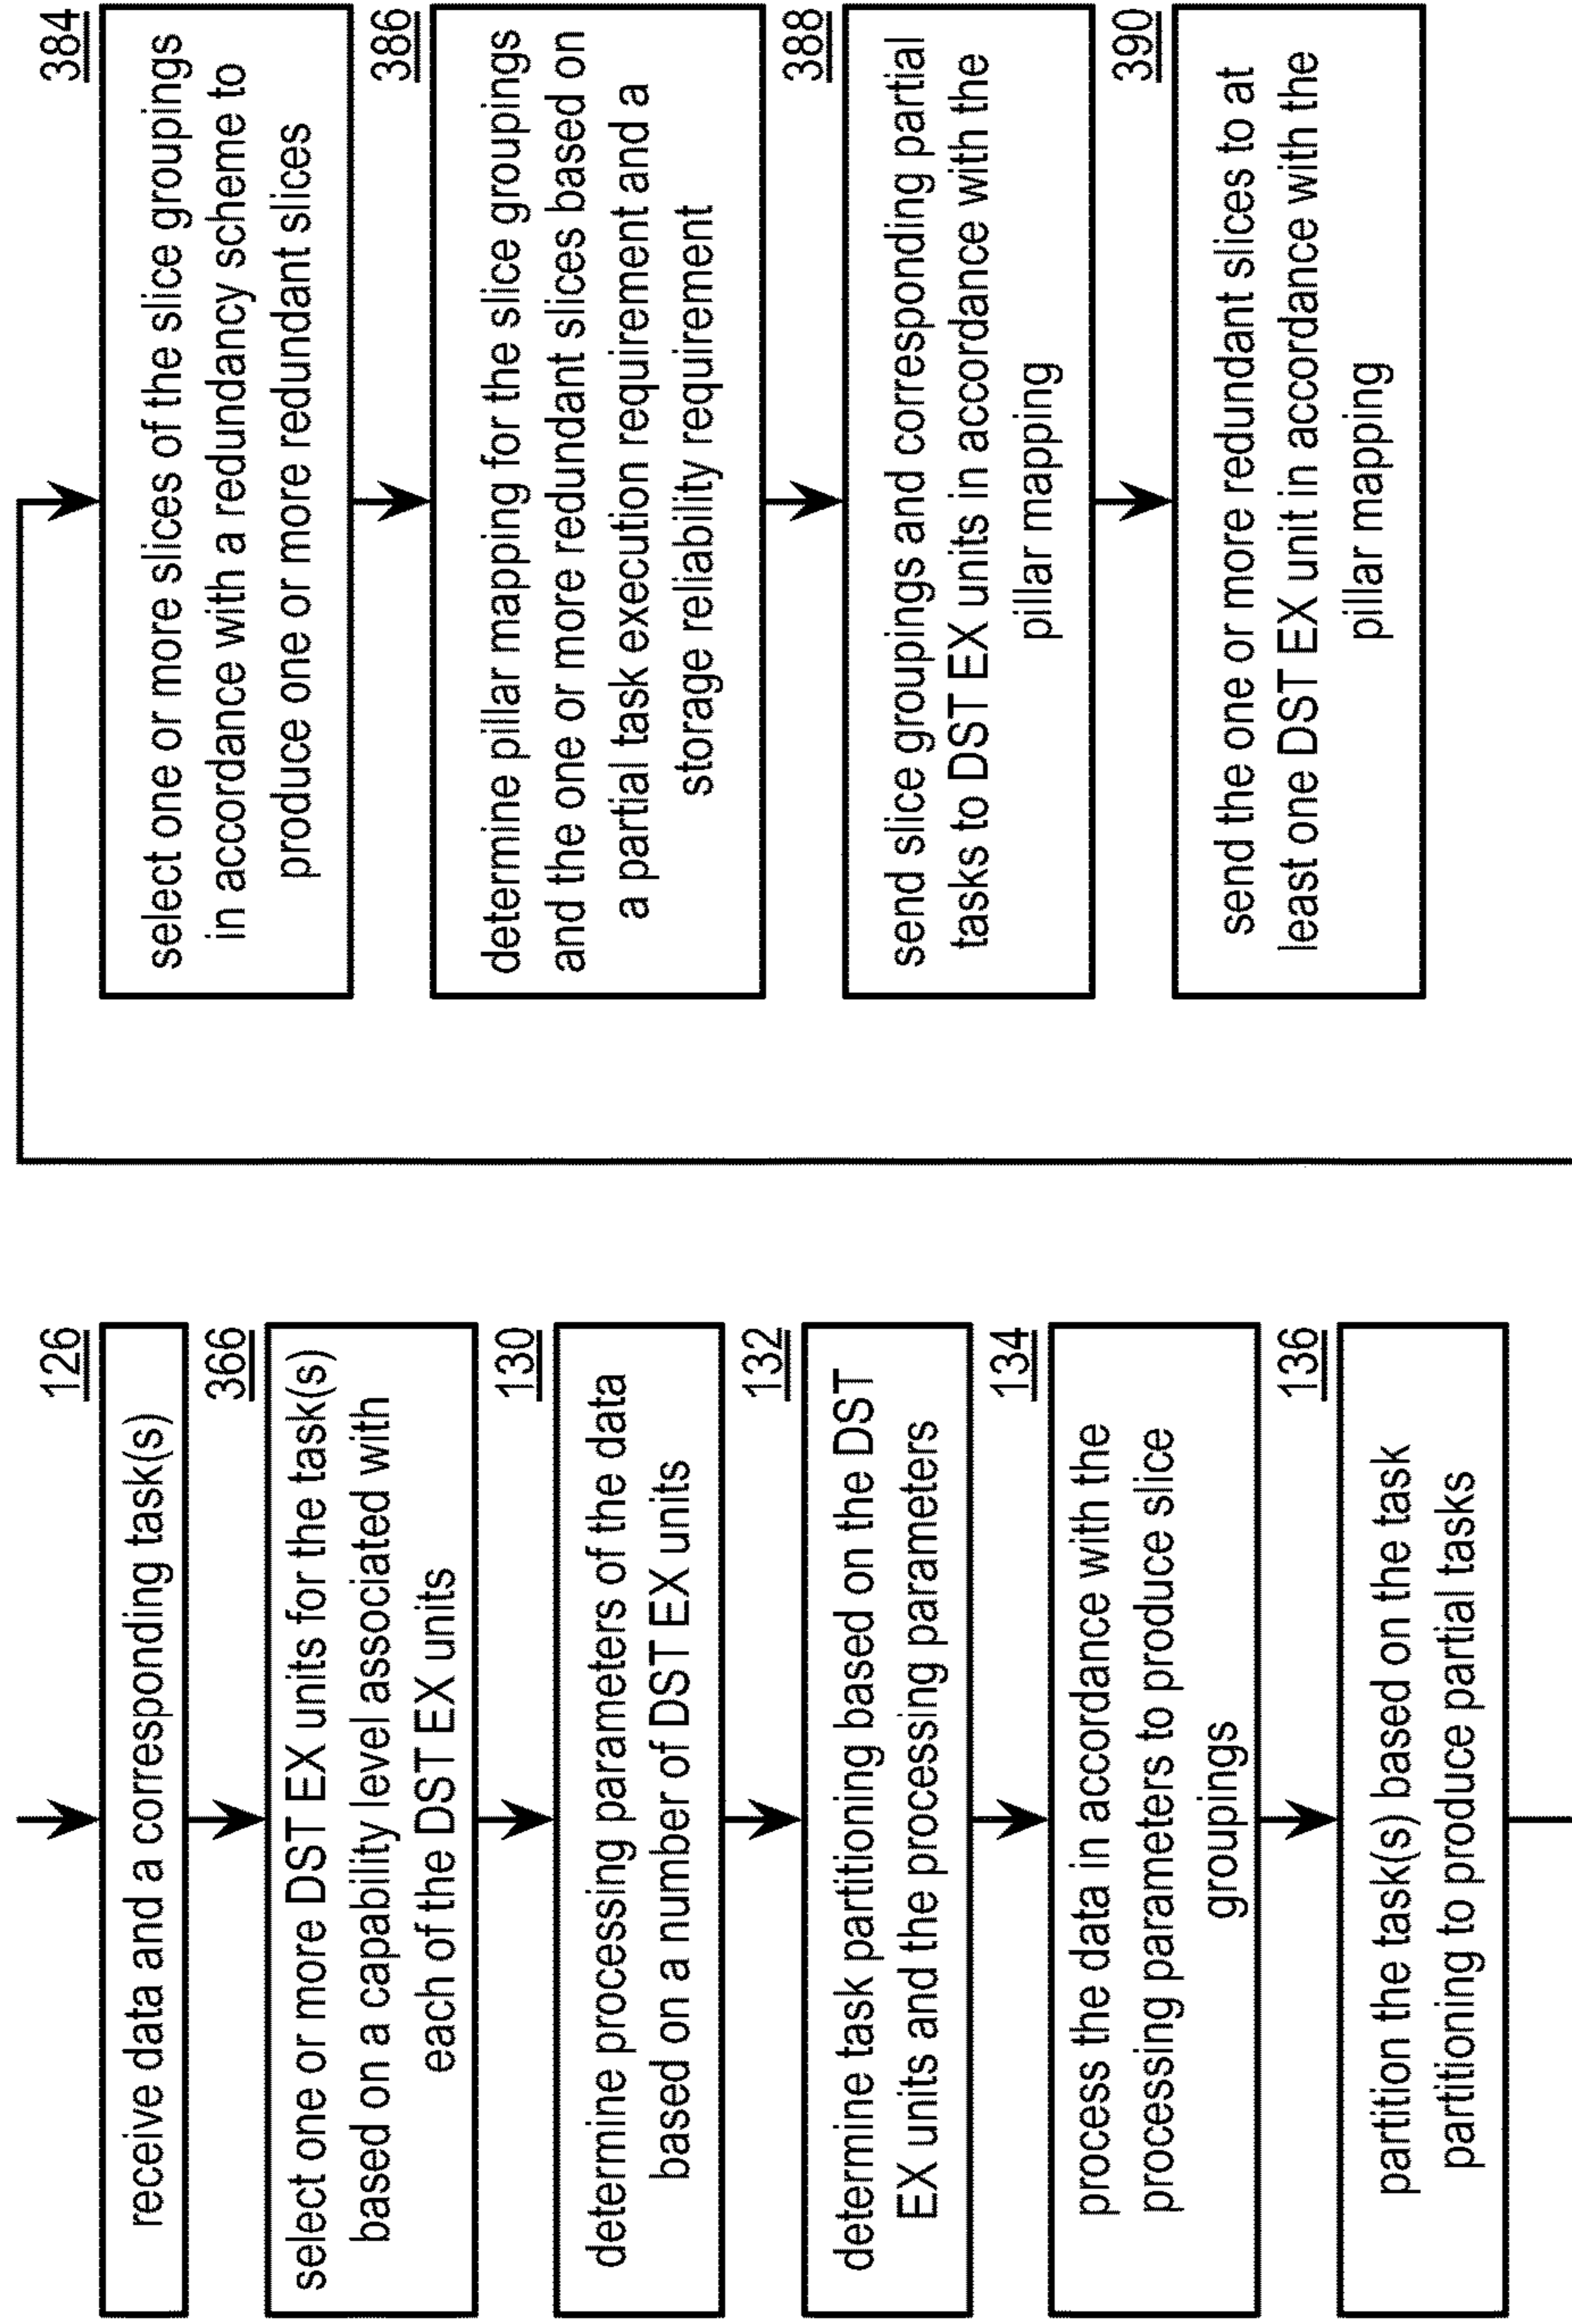 126
receive data and a corresponding task(s)
366
select one or more DST EX units for the task(s)
based on a capability level associated with
each of the DST EX units
130
determine processing parameters of the data
based on a number of DST EX units
132
determine task partitioning based on the DST
EX units and the processing parameters
134
process the data in accordance with the
processing parameters to produce slice
groupings
136
partition the task(s) based on the task
partitioning to produce partial tasks
384
select one or more slices of the slice groupings
in accordance with a redundancy scheme to
produce one or more redundant slices
386
determine pillar mapping for the slice groupings
and the one or more redundant slices based on
a partial task execution requirement and a
storage reliability requirement
388
send slice groupings and corresponding partial
tasks to DST EX units in accordance with the
pillar mapping
390
send the one or more redundant slices to at
least one DST EX unit in accordance with the
pillar mapping